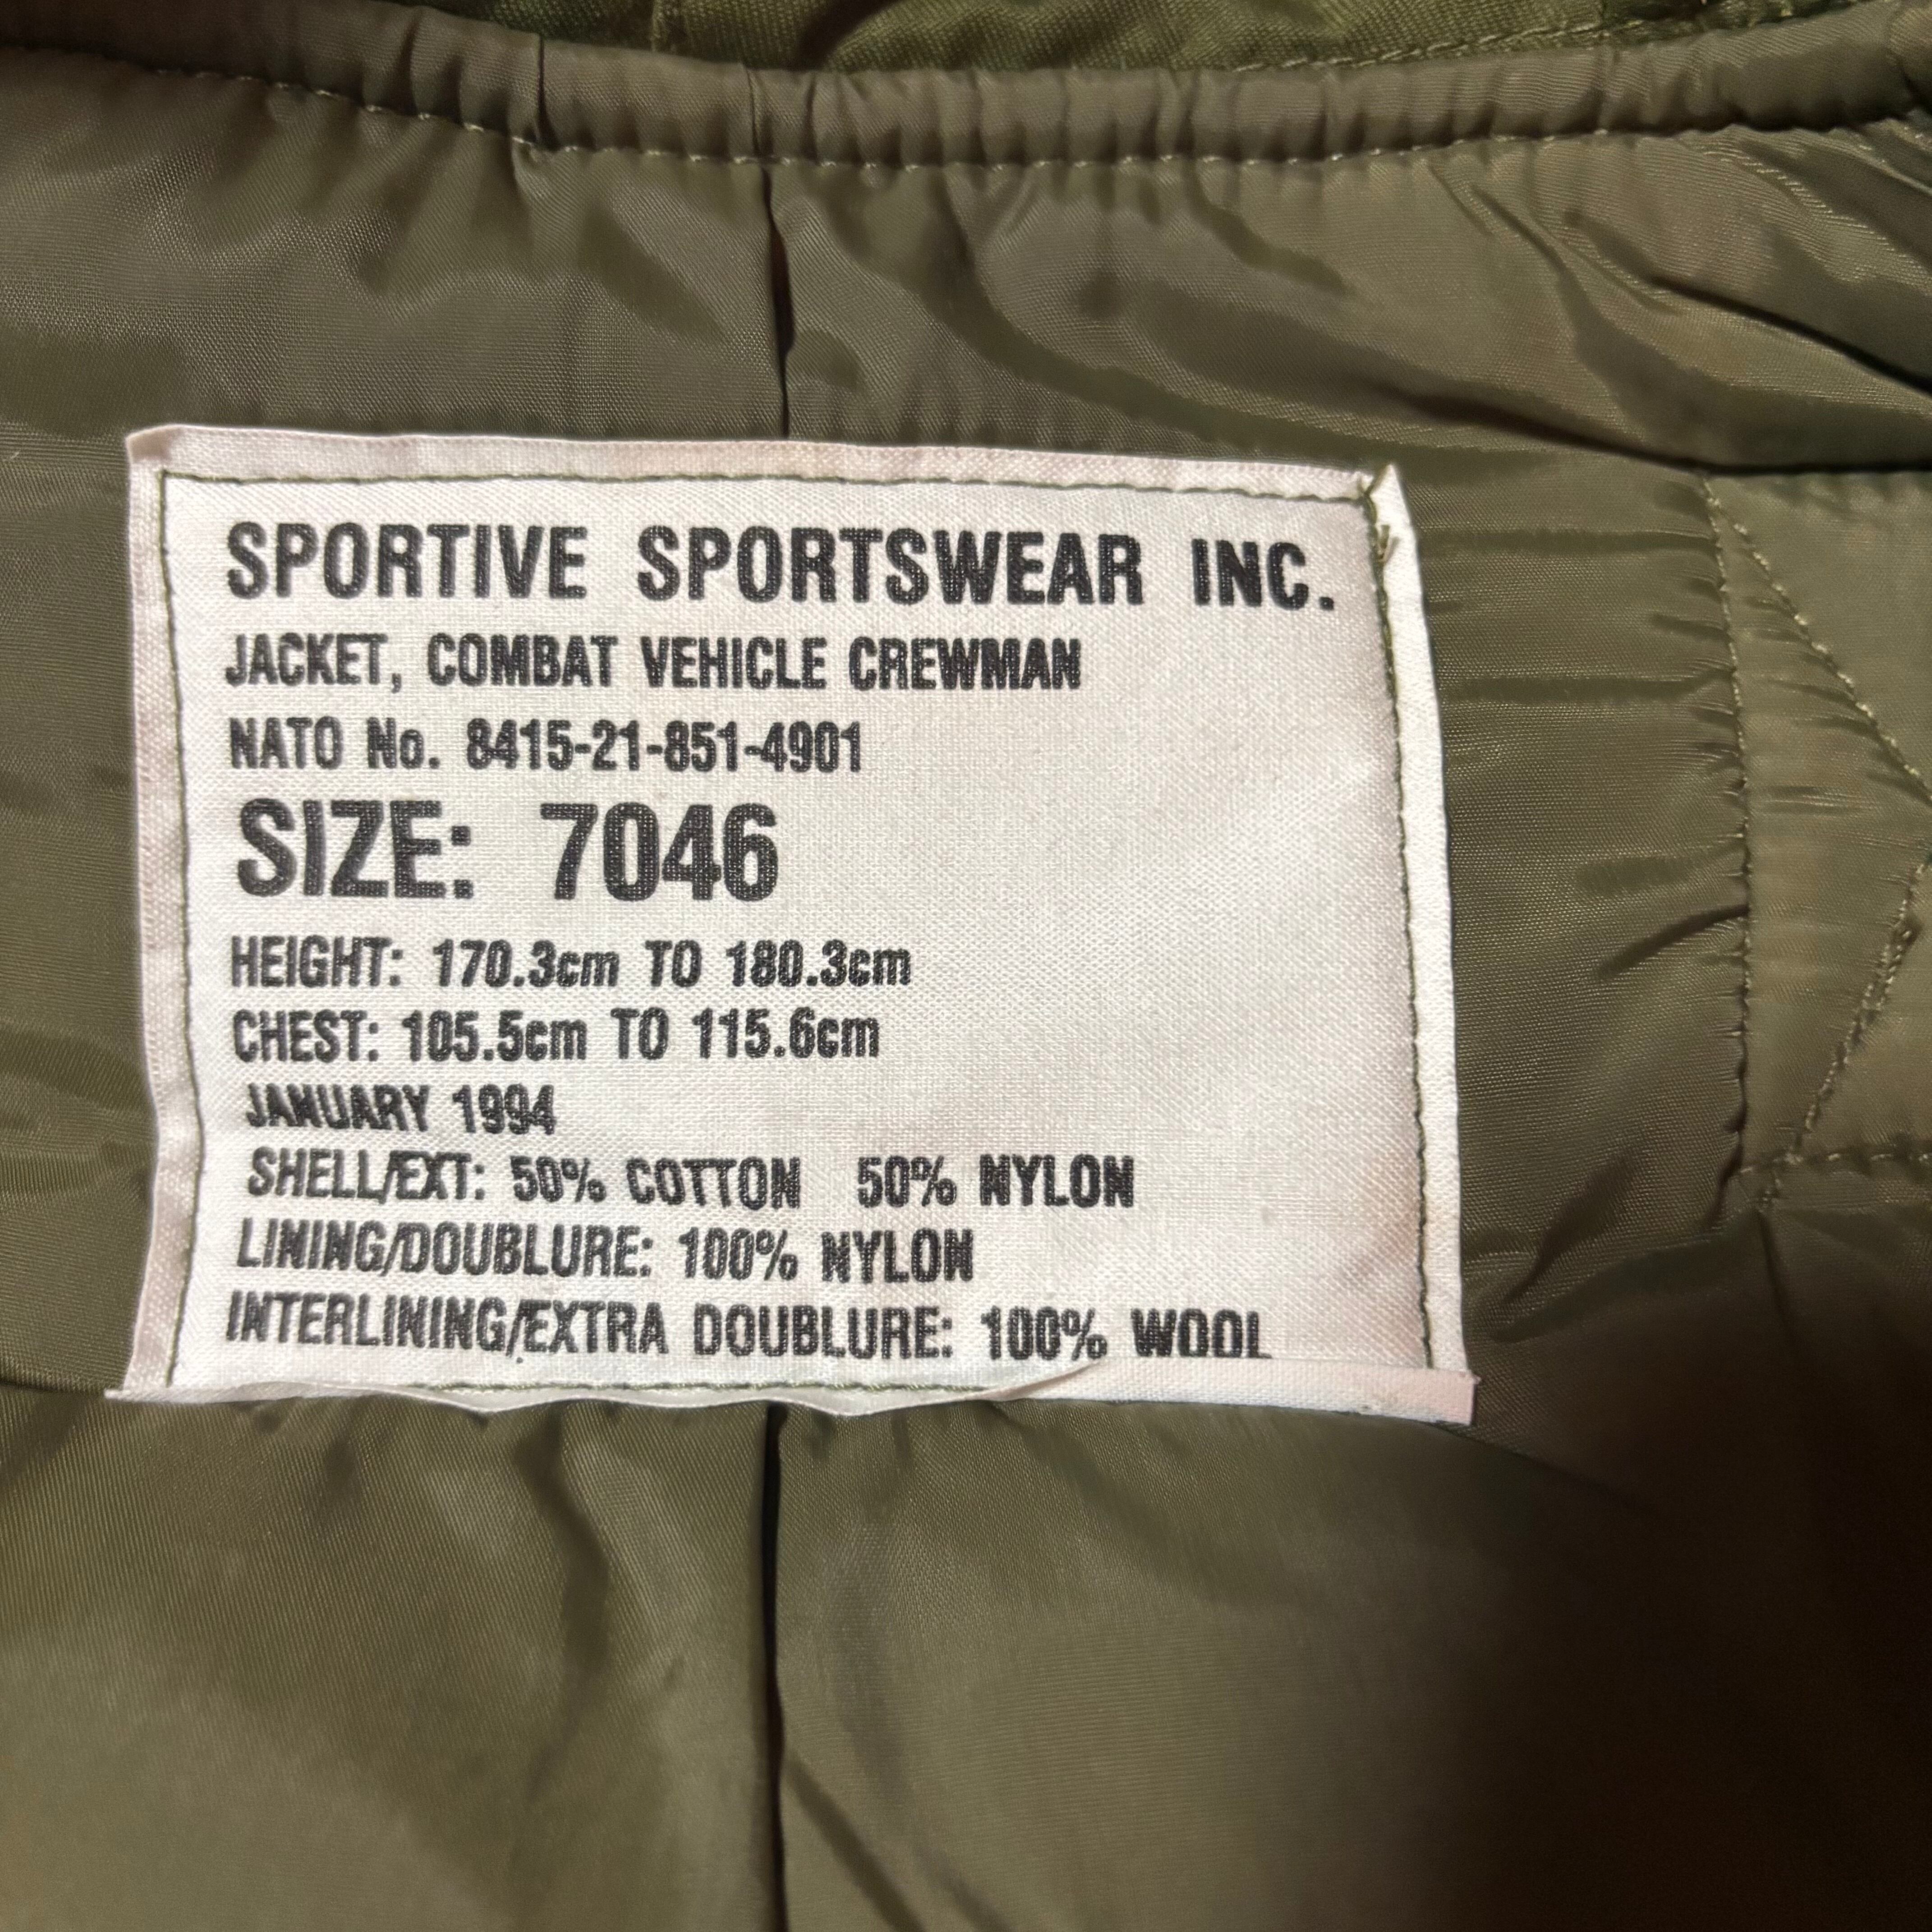 SPORTIVE SPORTSWEAR INC.
JACKET, COMBAT VEHICLE CREWMAN
NATO No. 8415-21-851-4901
SIZE: 7046
HEIGHT: 170.3cm TO 180.3cm
CHEST: 105.5cm TO 115.6cm
JANUARY 1994
SHELL/EXT: 50% COTTON 50% NYLON
LINING/DOUBLURE: 100% NYLON
INTERLINING/EXTRA DOUBLURE: 100% WOOL